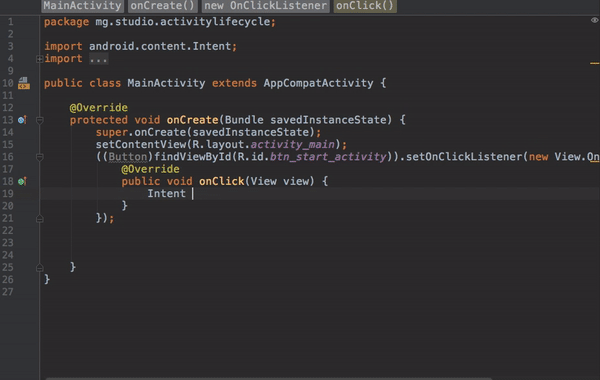 MainActivity onCreate() new OnClickListener onClick()
1 package mg.studio.activitylifecycle;
2
3 import android.content.Intent;
4 import ...
9
10 public class MainActivity extends AppCompatActivity {
11
12 @Override
13 protected void onCreate(Bundle savedInstanceState) {
14 super.onCreate(savedInstanceState);
15 setContentView(R.layout.activity_main);
16 ((Button)findViewById(R.id.btn_start_activity)).setOnClickListener(new View.On
17 @Override
18 public void onClick(View view) {
19 Intent
20 }
21 });
22
23
24
25 }
26 }
27